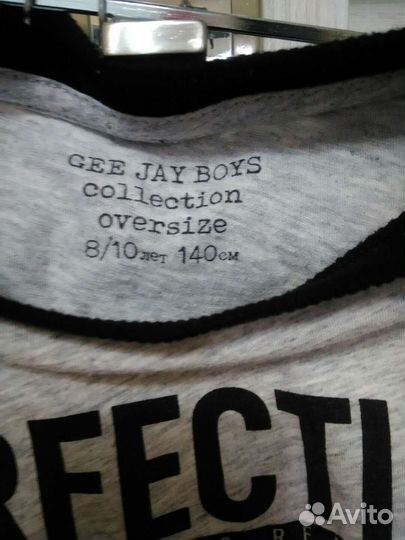 GEE JAY BOYS
collection
oversize
8/10лет 140см
RFECTI
Avito